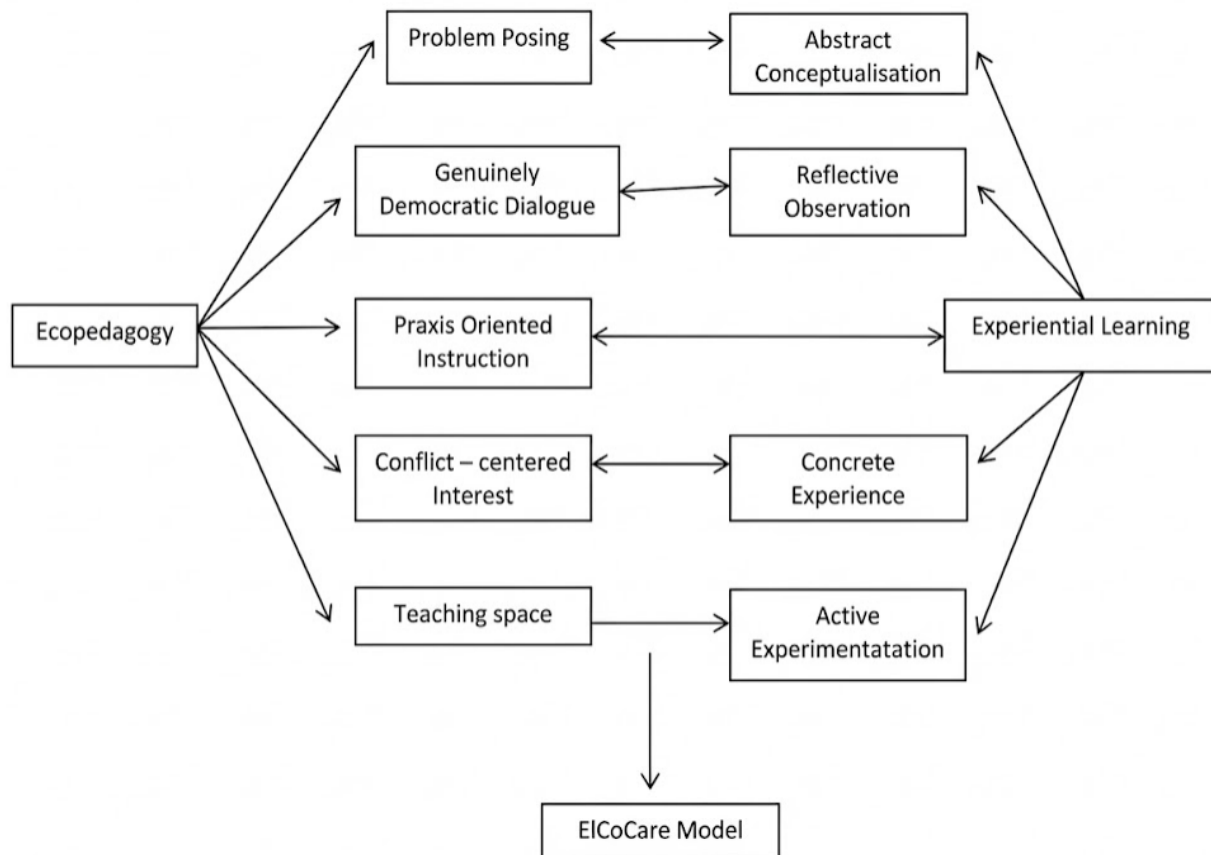 Problem Posing
Abstract
Conceptualisation
Genuinely
Democratic Dialogue
Reflective
Observation
Ecopedagogy
Praxis Oriented
Instruction
Experiential Learning
Conflict – centered
Interest
Concrete
Experience
Teaching space
Active
Experimentatation
ElCoCare Model